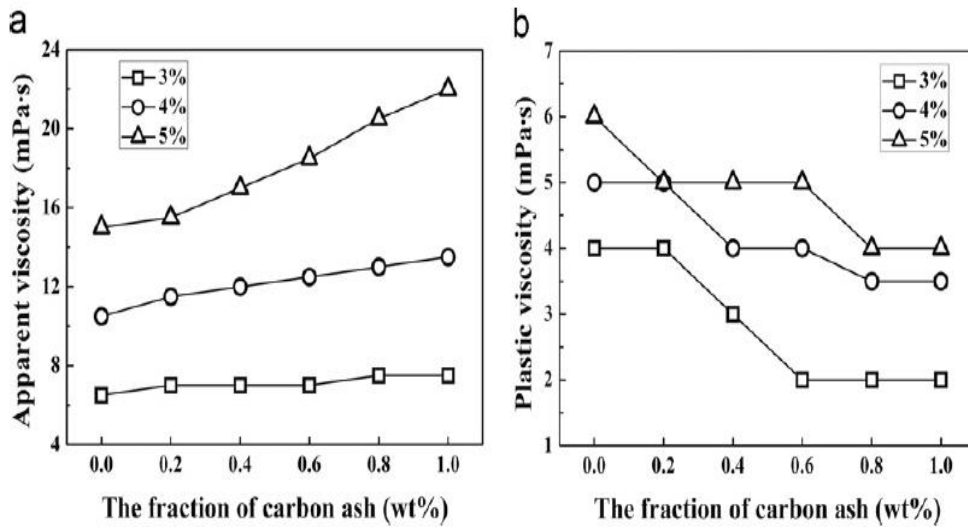 a
Apparent viscosity (mPa·s)
24
20
16
12
8
4
3%
4%
5%
0.0 0.2 0.4 0.6 0.8 1.0
The fraction of carbon ash (wt%)
b
Plastic viscosity (mPa·s)
7
6
5
4
3
2
1
3%
4%
5%
0.0 0.2 0.4 0.6 0.8 1.0
The fraction of carbon ash (wt%)